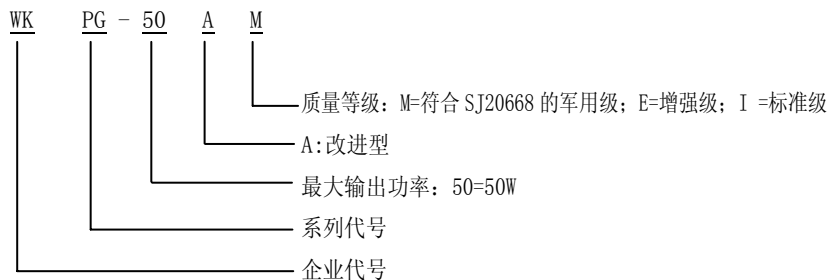 WK PG - 50 A M
质量等级: M=符合 SJ20668 的军用级; E=增强级; I =标准级
A:改进型
最大输出功率: 50=50W
系列代号
企业代号